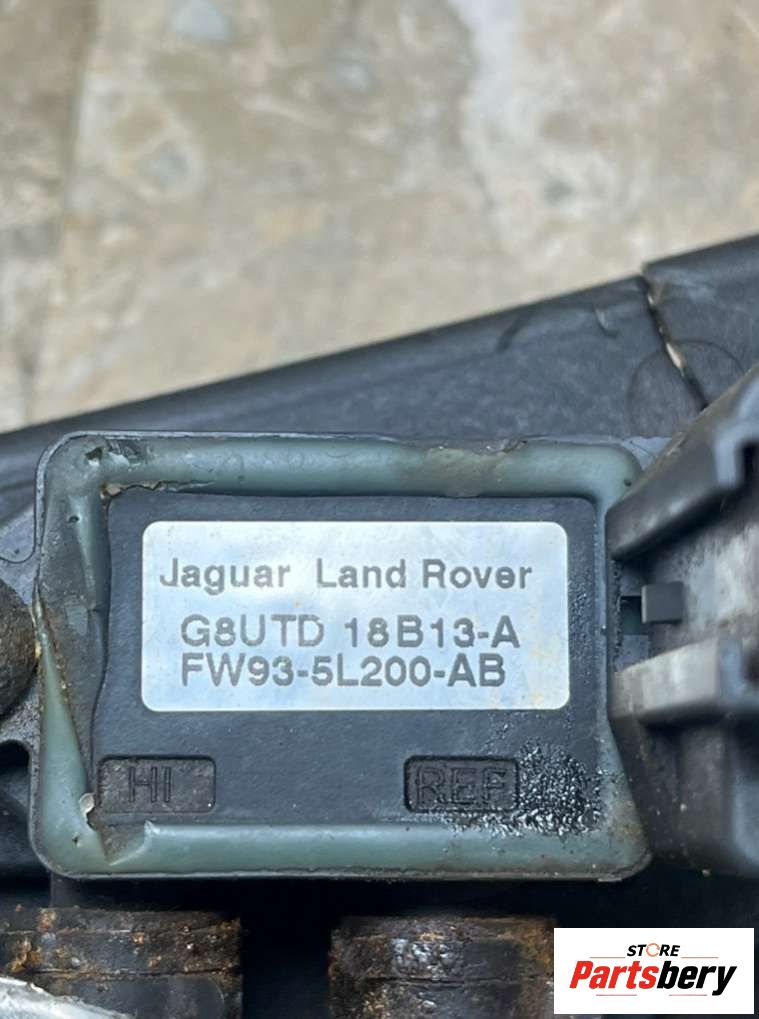 Jaguar Land Rover
G8UTD 18B13-A
FW93-5L200-AB
HI
REF
STORE
Partsbery